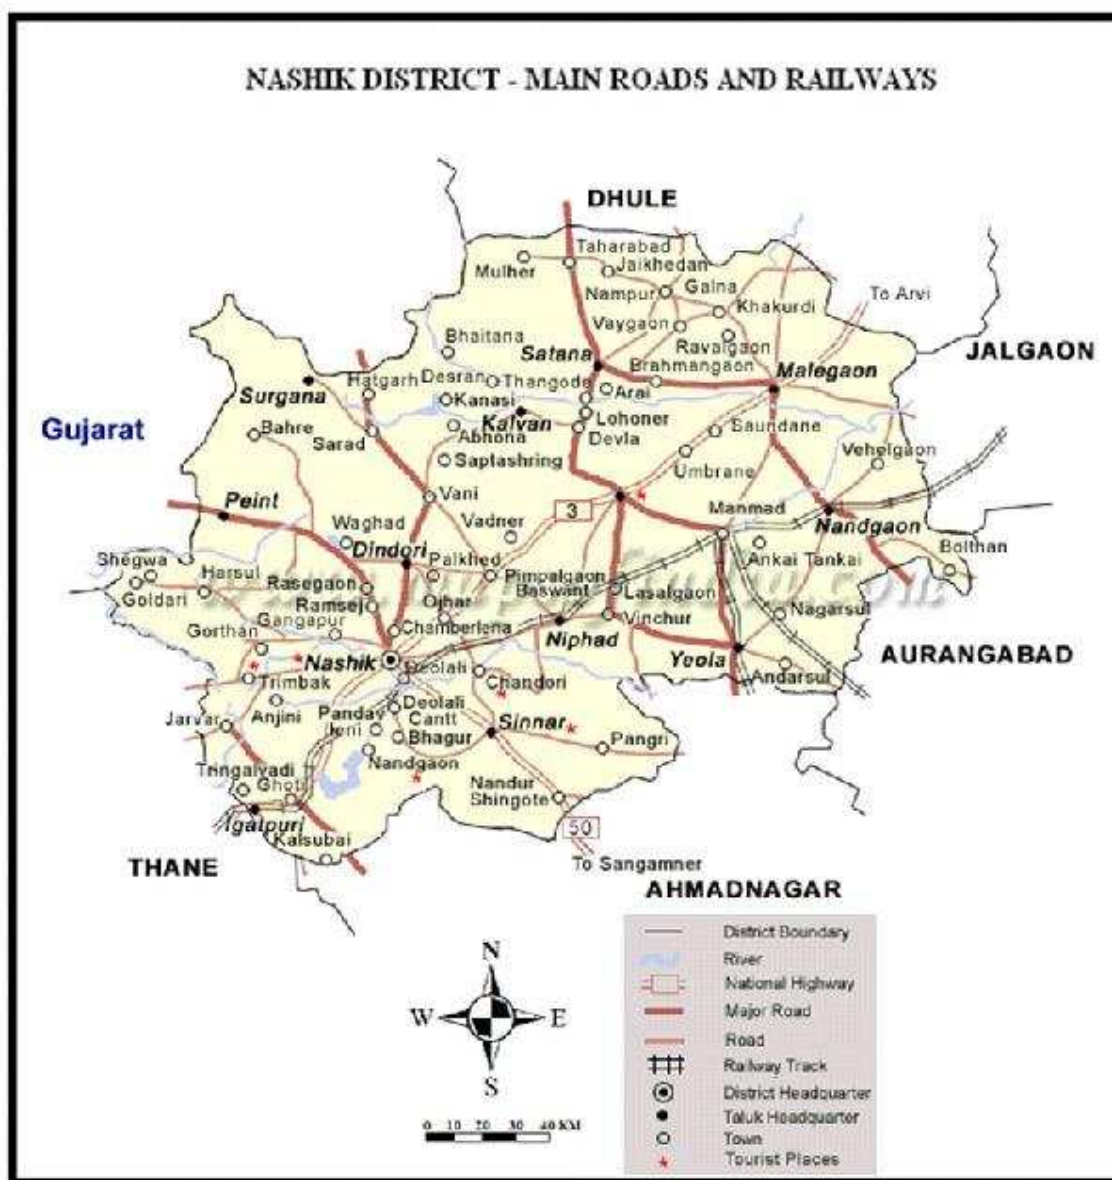 NASHIK DISTRICT - MAIN ROADS AND RAILWAYS
DHULE
Taharabad
Mulher
Jaikhedan
Nampur
Galna
Khakurdi
To Arvi
Vaygaon
Bhaitana
Satana
Ravalgaon
JALGAON
Brahmangaon
Malegaon
Hatgarh
Desran
Thangode
Surgana
Kanasi
Arai
Gujarat
Kalvan
Lohoner
Bahre
Sarad
Abhona
Devla
Saundane
Saptashring
Umbrane
Vehelgaon
Peint
Vani
3
Manmad
Waghad
Vadner
Nandgaon
Dindori
Palkhed
Ankai Tankai
Bolthan
Shegwa
Harsul
Rasegaon
Pimpalgaon
Baswant
Lasalgaon
Goldari
Ramsej
Ojhar
Nagarsul
Gorthan
Gangapur
Chamberlena
Niphad
Vinchur
Nashik
Deolali
Yeola
AURANGABAD
Trimbak
Chandori
Andarsul
Anjini
Deolali
Cantt
Jarvar
Pandav
leni
Sinnar
Bhagur
Pangri
Nandgaon
Tringalvadi
Ghoti
Nandur
Shingote
Igatpuri
50
Kalsubai
THANE
To Sangamner
AHMADNAGAR
District Boundary
River
National Highway
Major Road
Road
Railway Track
District Headquarter
Taluk Headquarter
Town
Tourist Places
N
W
E
S
0 10 20 30 40 KM